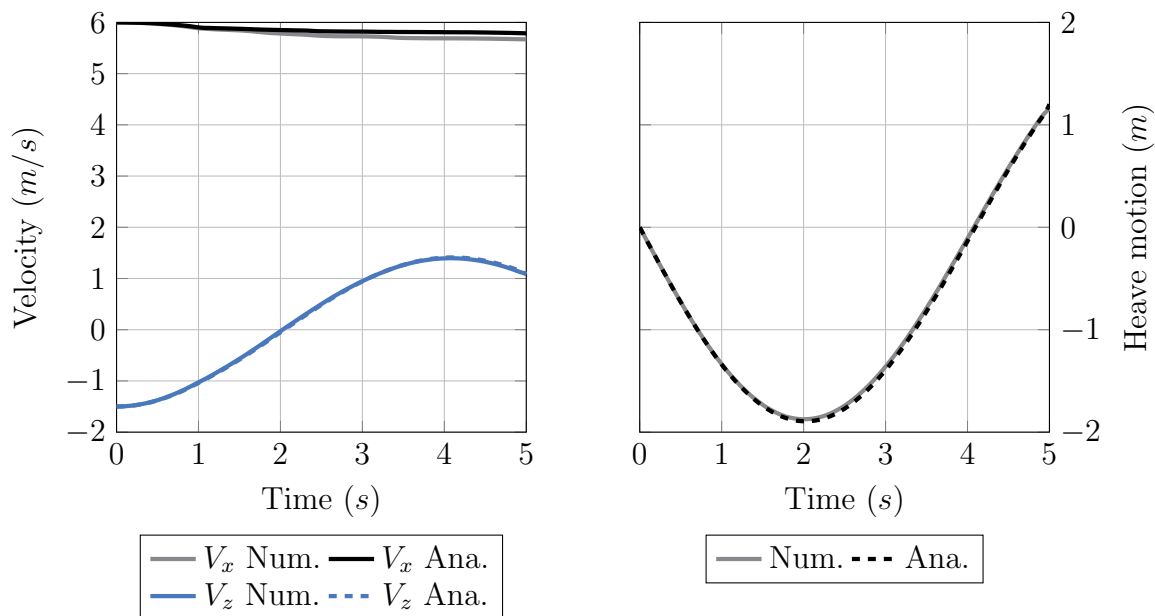 6
5
4
3
2
1
0
−1
−2
Velocity (m/s)
0 1 2 3 4 5
Time (s)
V_x Num. V_x Ana.
V_z Num. V_z Ana.
2
1
0
−1
−2
Heave motion (m)
0 1 2 3 4 5
Time (s)
Num. Ana.